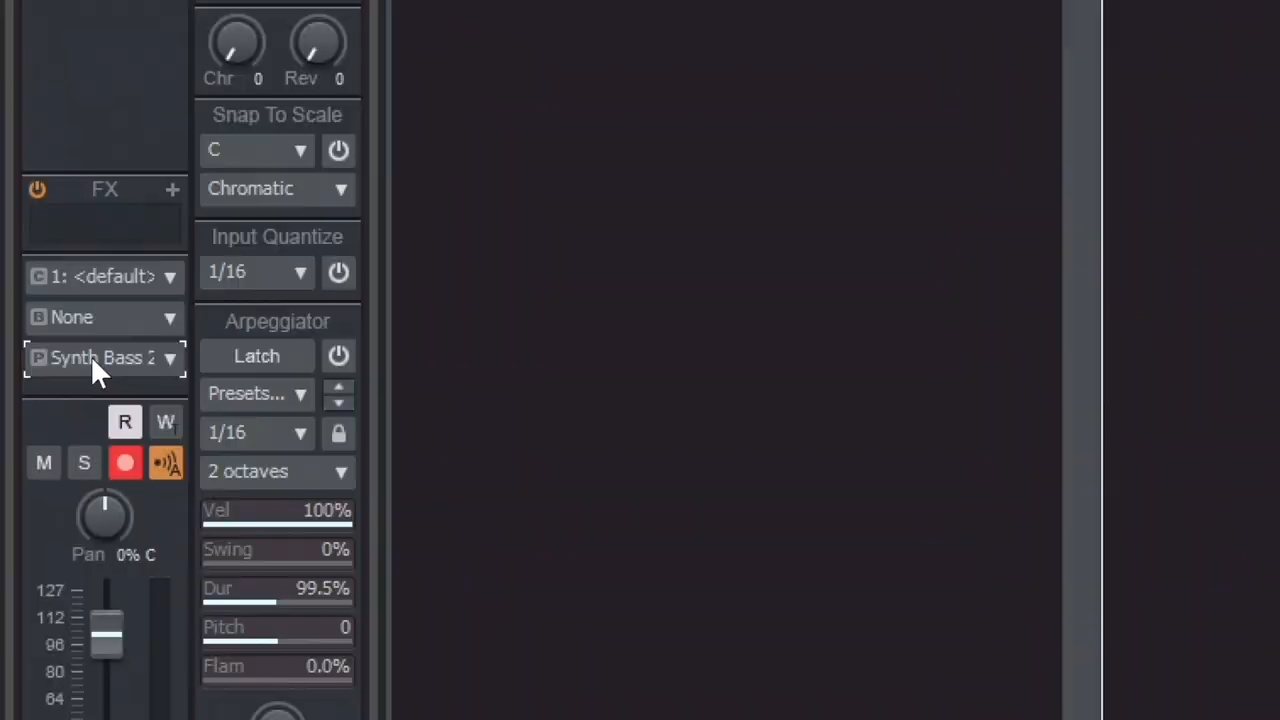 Chr 0 Rev 0
Snap To Scale
C
Chromatic
FX +
Input Quantize
1/16
C 1: <default>
B None
P Synth Bass 2
Arpeggiator
Latch
Presets...
1/16
2 octaves
R W
M S A
Pan 0% C
127
112
96
80
64
Vel 100%
Swing 0%
Dur 99.5%
Pitch 0
Flam 0.0%